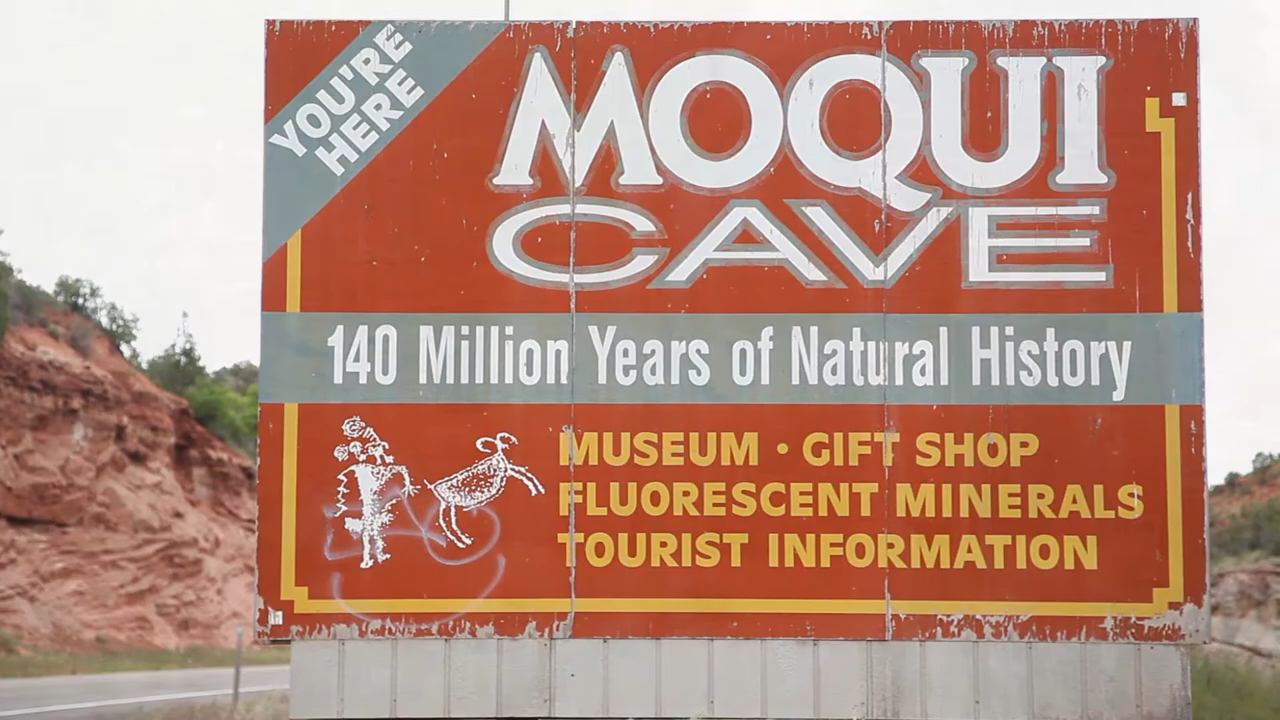 YOU'RE
HERE
MOQUI
CAVE
140 Million Years of Natural History
MUSEUM • GIFT SHOP
FLUORESCENT MINERALS
TOURIST INFORMATION